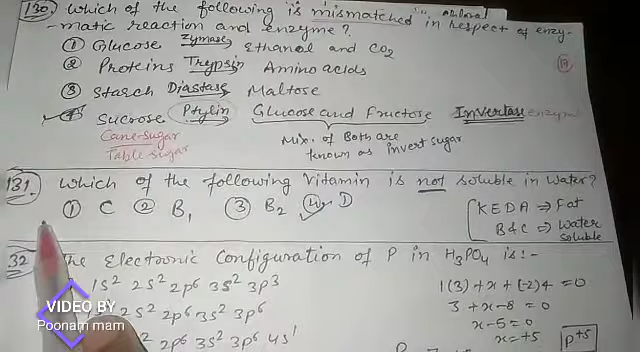 130. Which of the following is mismatched in respect of enzy-
-matic reaction and enzyme?
① Glucose Zymase Ethanol and CO2
② Proteins Trypsin Amino acids
③ Starch Diastase Maltose
④ Sucrose Ptylin Glucose and Fructose Invertase enzyme
Cane-sugar
Table sugar
Mix. of Both are
known as invert sugar
131. Which of the following Vitamin is not soluble in water?
① C ② B1 ③ B2 ④ D
KEDA ⇒ Fat
B & C ⇒ Water
soluble
32 The Electronic Configuration of P in H3PO4 is :-
1s2 2s2 2p6 3s2 3p3
2s2 2p6 3s2 3p6
2 2p6 3s2 3p6 4s1
1(3) + x + (-2)4 = 0
3 + x - 8 = 0
x - 5 = 0
x = +5
P+5
VIDEO BY
Poonam mam